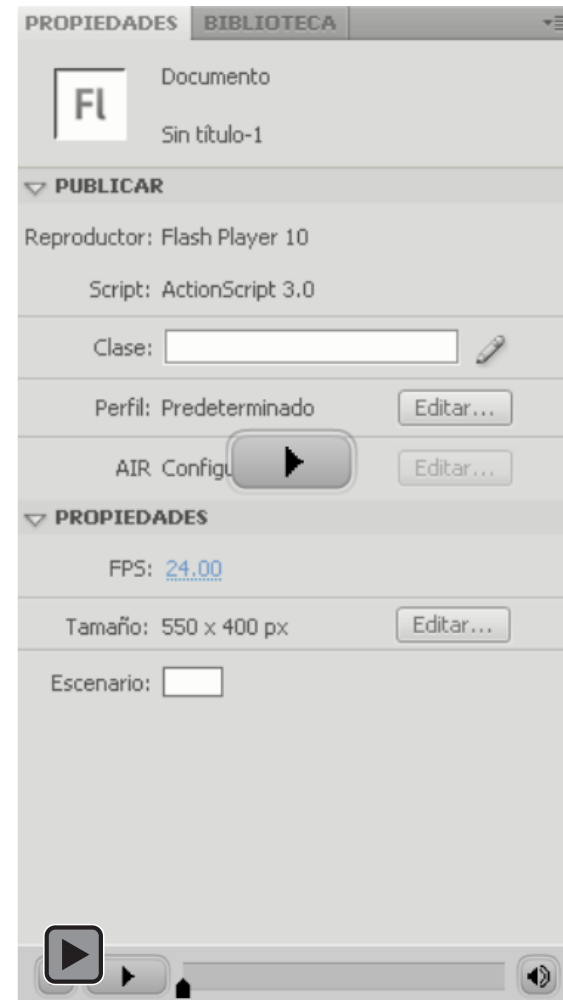 PROPIEDADES BIBLIOTECA
Fl
Documento
Sin título-1
PUBLICAR
Reproductor: Flash Player 10
Script: ActionScript 3.0
Clase:
Perfil: Predeterminado Editar...
AIR Editar...
PROPIEDADES
FPS: 24.00
Tamaño: 550 x 400 px Editar...
Escenario: